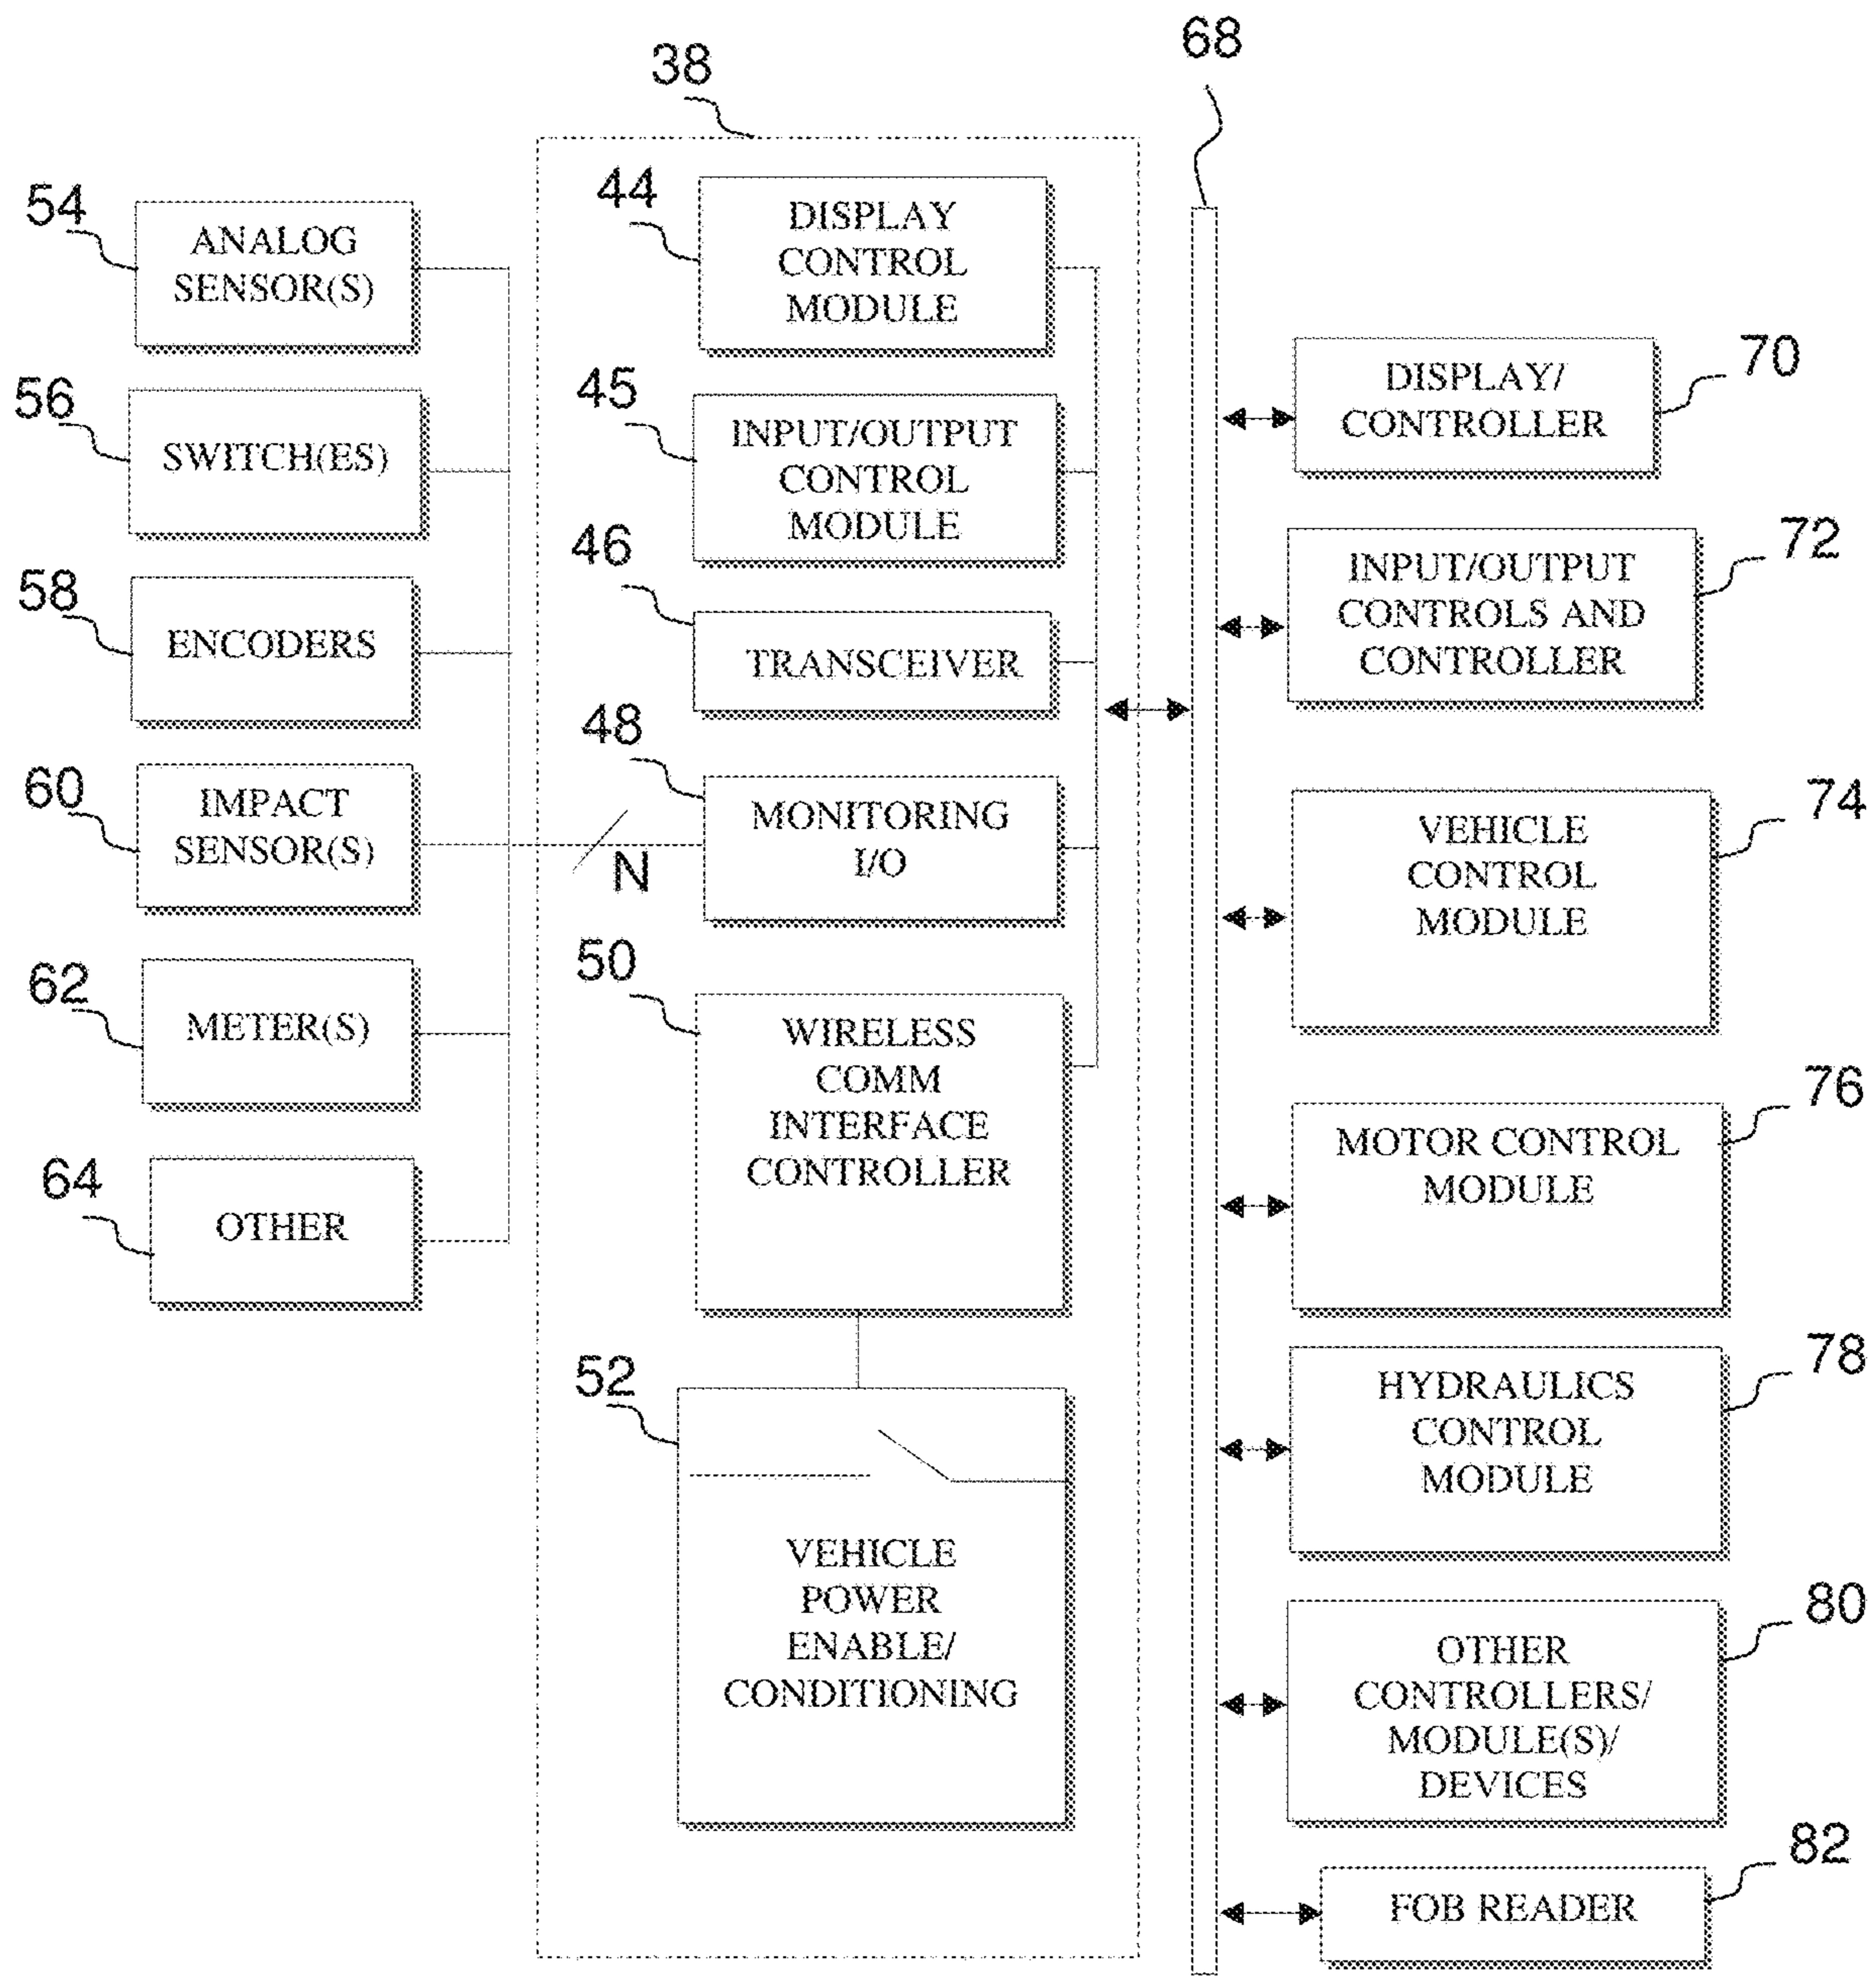 38
68
54
ANALOG
SENSOR(S)
56
SWITCH(ES)
58
ENCODERS
60
IMPACT
SENSOR(S)
62
METER(S)
64
OTHER
44
DISPLAY
CONTROL
MODULE
45
INPUT/OUTPUT
CONTROL
MODULE
46
TRANSCEIVER
48
MONITORING
I/O
N
50
WIRELESS
COMM
INTERFACE
CONTROLLER
52
VEHICLE
POWER
ENABLE/
CONDITIONING
70
DISPLAY/
CONTROLLER
72
INPUT/OUTPUT
CONTROLS AND
CONTROLLER
74
VEHICLE
CONTROL
MODULE
76
MOTOR CONTROL
MODULE
78
HYDRAULICS
CONTROL
MODULE
80
OTHER
CONTROLLERS/
MODULE(S)/
DEVICES
82
FOB READER